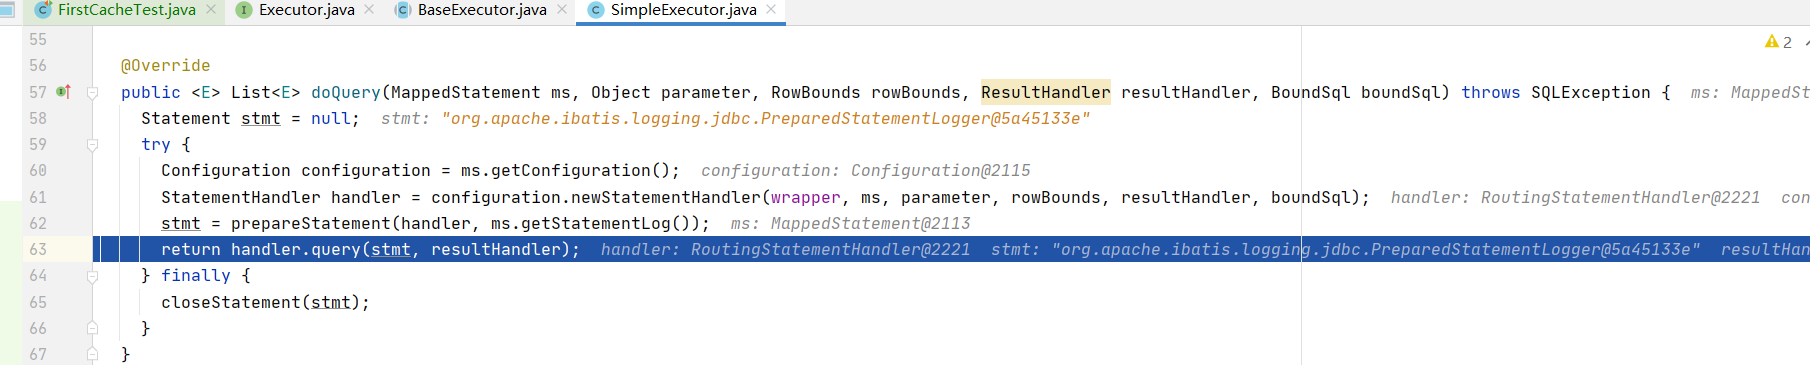 FirstCacheTest.java Executor.java BaseExecutor.java SimpleExecutor.java
55
2
56 @Override
57 public <E> List<E> doQuery(MappedStatement ms, Object parameter, RowBounds rowBounds, ResultHandler resultHandler, BoundSql boundSql) throws SQLException { ms: MappedSt
58 Statement stmt = null; stmt: "org.apache.ibatis.logging.jdbc.PreparedStatementLogger@5a45133e"
59 try {
60 Configuration configuration = ms.getConfiguration(); configuration: Configuration@2115
61 StatementHandler handler = configuration.newStatementHandler(wrapper, ms, parameter, rowBounds, resultHandler, boundSql); handler: RoutingStatementHandler@2221 con
62 stmt = prepareStatement(handler, ms.getStatementLog()); ms: MappedStatement@2113
63 return handler.query(stmt, resultHandler); handler: RoutingStatementHandler@2221 stmt: "org.apache.ibatis.logging.jdbc.PreparedStatementLogger@5a45133e" resultHan
64 } finally {
65 closeStatement(stmt);
66 }
67 }